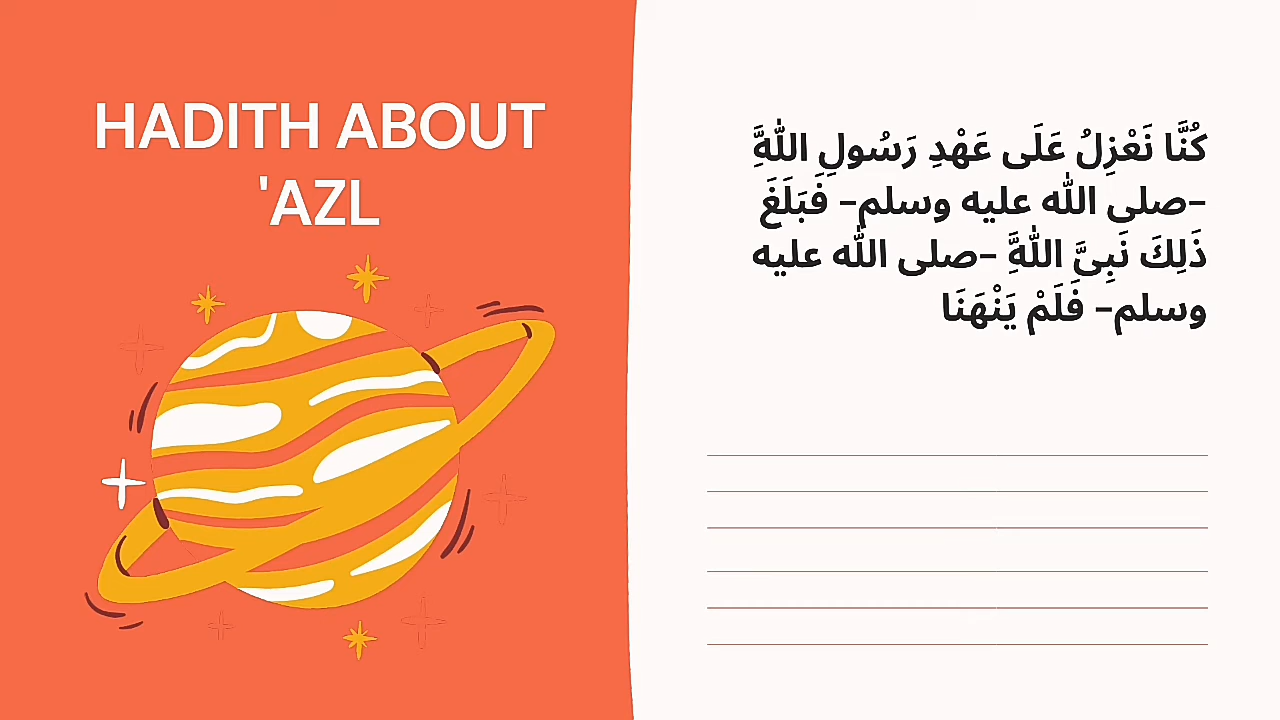 HADITH ABOUT
'AZL
كُنَّا نَعْزِلُ عَلَى عَهْدِ رَسُولِ اللَّهِ
-صلى الله عليه وسلم- فَبَلَغَ
ذَلِكَ نَبِىَّ اللَّهِ -صلى الله عليه
وسلم- فَلَمْ يَنْهَنَا